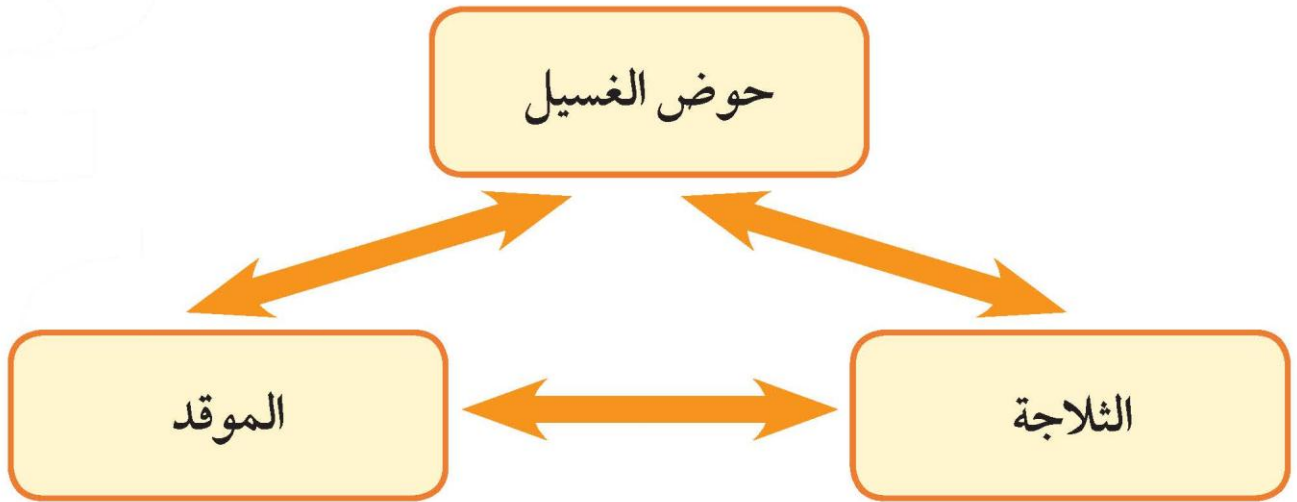 حوض الغسيل
الثلاجة
الموقد